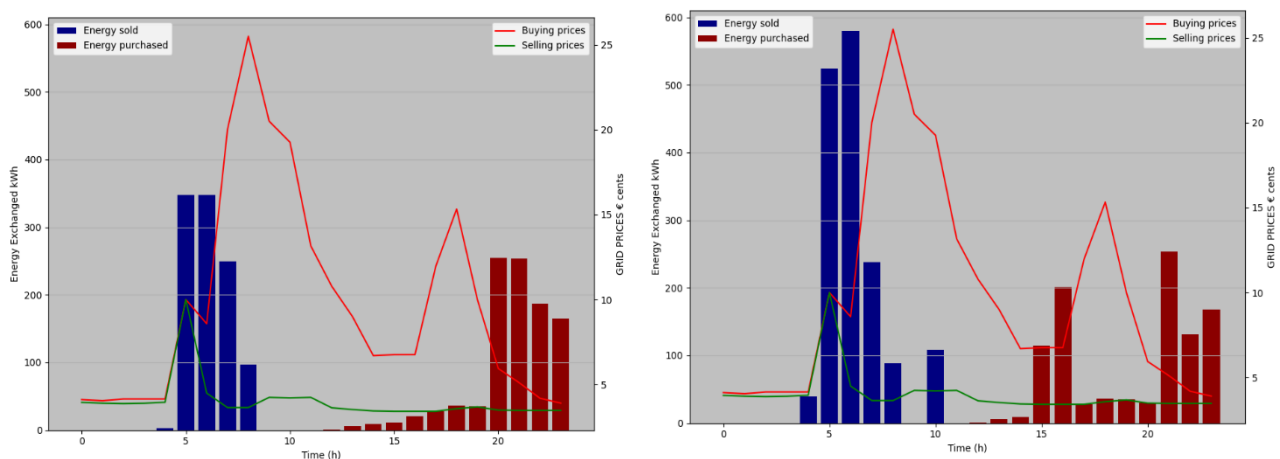 600
500
400
300
200
100
0
Energy Exchanged kWh
Energy sold
Energy purchased
Buying prices
Selling prices
25
20
15
10
5
GRID PRICES € cents
0 5 10 15 20
Time (h)
600
500
400
300
200
100
0
Energy Exchanged kWh
Energy sold
Energy purchased
Buying prices
Selling prices
25
20
15
10
5
GRID PRICES € cents
0 5 10 15 20
Time (h)